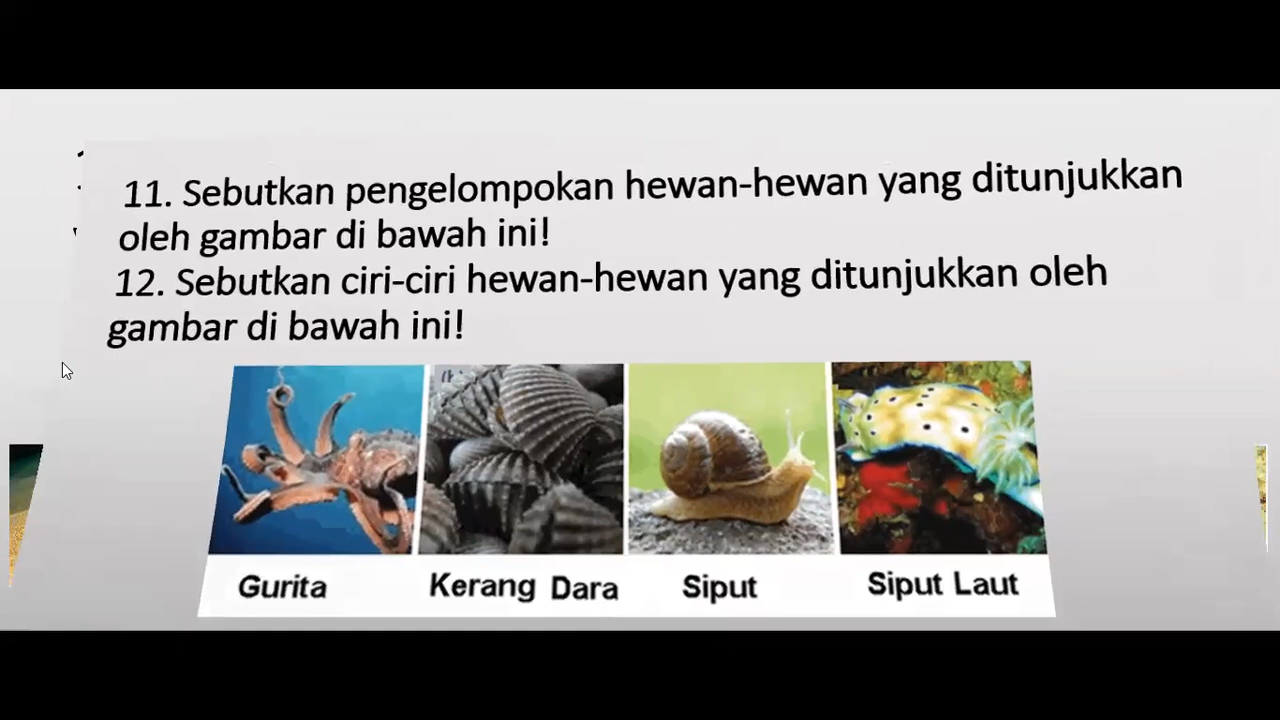 11. Sebutkan pengelompokan hewan-hewan yang ditunjukkan
oleh gambar di bawah ini!
12. Sebutkan ciri-ciri hewan-hewan yang ditunjukkan oleh
gambar di bawah ini!
(h)
Gurita Kerang Dara Siput Siput Laut